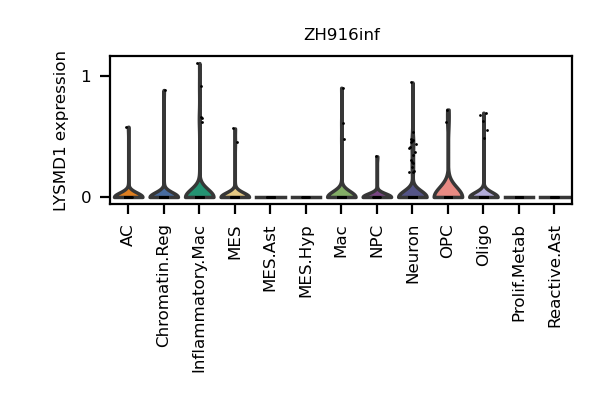 ZH916inf
LYSMD1 expression
1
0
AC
Chromatin.Reg
Inflammatory.Mac
MES
MES.Ast
MES.Hyp
Mac
NPC
Neuron
OPC
Oligo
Prolif.Metab
Reactive.Ast